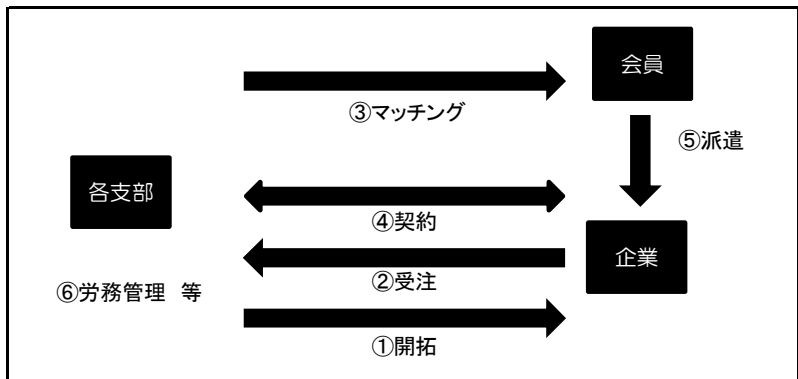 会員
③マッチング
⑤派遣
各支部
④契約
企業
②受注
⑥労務管理 等
①開拓